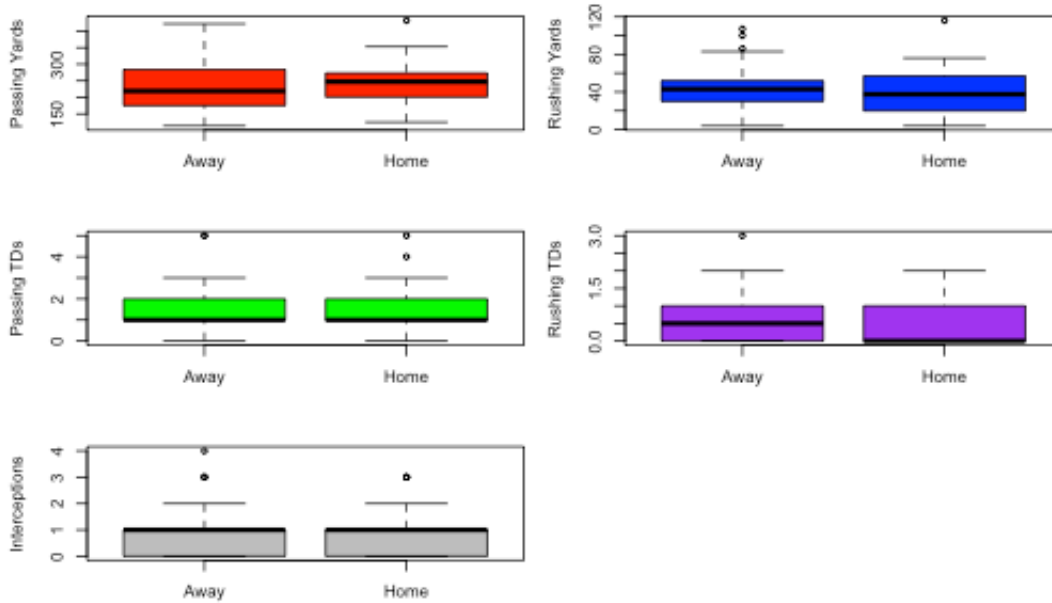 Passing Yards
300
150
Away
Home
Rushing Yards
120
80
40
0
Away
Home
Passing TDs
4
2
0
Away
Home
Rushing TDs
3.0
1.5
0.0
Away
Home
Interceptions
4
3
2
1
0
Away
Home